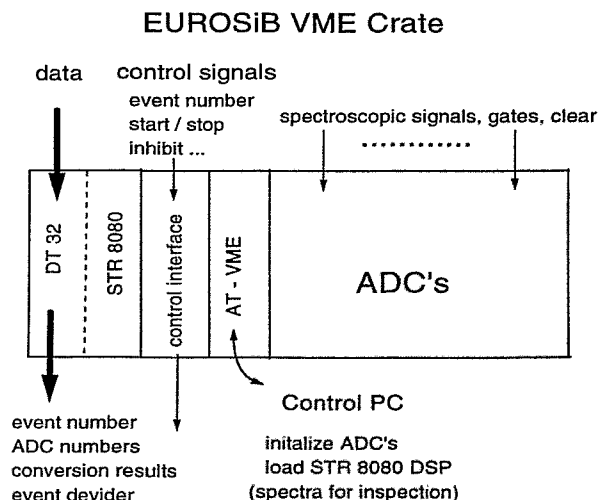 EUROSiB VME Crate
data
control signals
event number
start / stop
inhibit ...
spectroscopic signals, gates, clear
DT 32
STR 8080
control interface
AT - VME
ADC's
event number
ADC numbers
conversion results
event devider
Control PC
initalize ADC's
load STR 8080 DSP
(spectra for inspection)